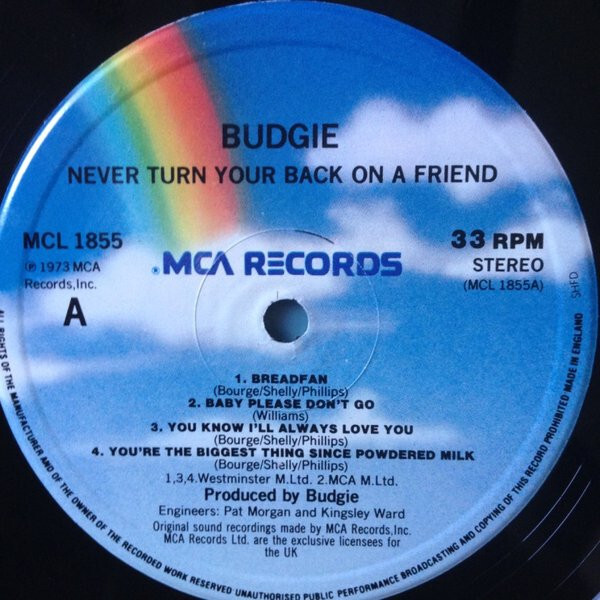 BUDGIE
NEVER TURN YOUR BACK ON A FRIEND
MCL 1855
℗ 1973 MCA
Records,Inc.
A
MCA RECORDS
33 RPM
STEREO
(MCL 1855A)
SHFD
1. BREADFAN
(Bourge/Shelly/Phillips)
2. BABY PLEASE DON'T GO
(Williams)
3. YOU KNOW I'LL ALWAYS LOVE YOU
(Bourge/Shelly/Phillips)
4. YOU'RE THE BIGGEST THING SINCE POWDERED MILK
(Bourge/Shelly/Phillips)
1,3,4.Westminster M.Ltd. 2.MCA M.Ltd.
Produced by Budgie
Engineers: Pat Morgan and Kingsley Ward
Original sound recordings made by MCA Records,Inc.
MCA Records Ltd. are the exclusive licensees for
the UK
ALL RIGHTS OF THE MANUFACTURER AND OF THE OWNER OF THE RECORDED WORK RESERVED UNAUTHORISED PUBLIC PERFORMANCE BROADCASTING AND COPYING OF THIS RECORD PROHIBITED MADE IN ENGLAND